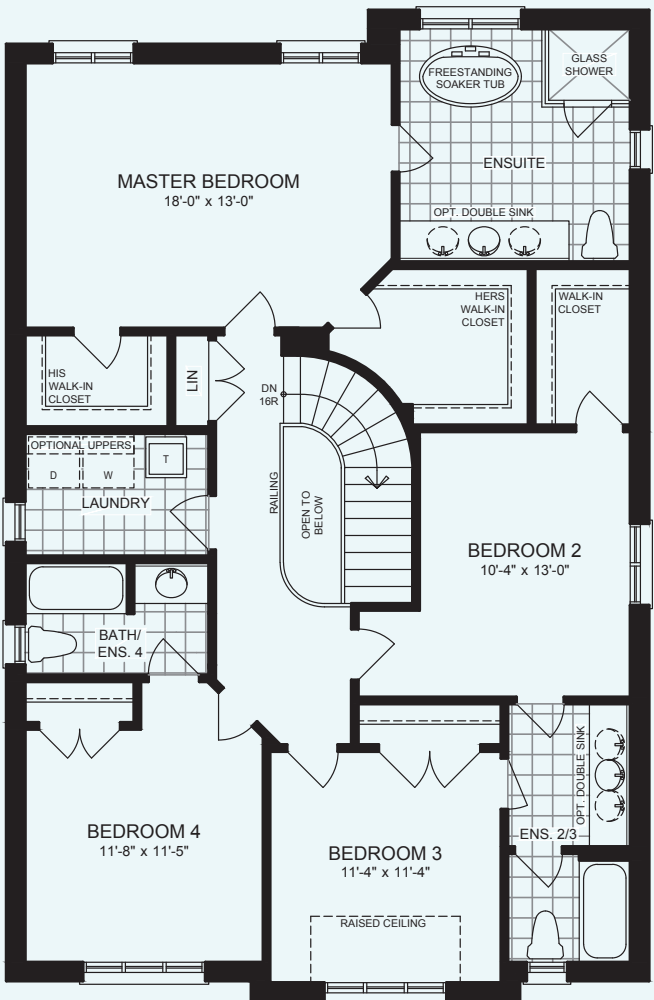 FREESTANDING
SOAKER TUB
GLASS
SHOWER
ENSUITE
OPT. DOUBLE SINK
MASTER BEDROOM
18'-0" x 13'-0"
HERS
WALK-IN
CLOSET
WALK-IN
CLOSET
HIS
WALK-IN
CLOSET
LIN
DN
16R
OPTIONAL UPPERS
D
W
T
LAUNDRY
RAILING
OPEN TO
BELOW
BEDROOM 2
10'-4" x 13'-0"
BATH/
ENS. 4
OPT. DOUBLE SINK
ENS. 2/3
BEDROOM 4
11'-8" x 11'-5"
BEDROOM 3
11'-4" x 11'-4"
RAISED CEILING